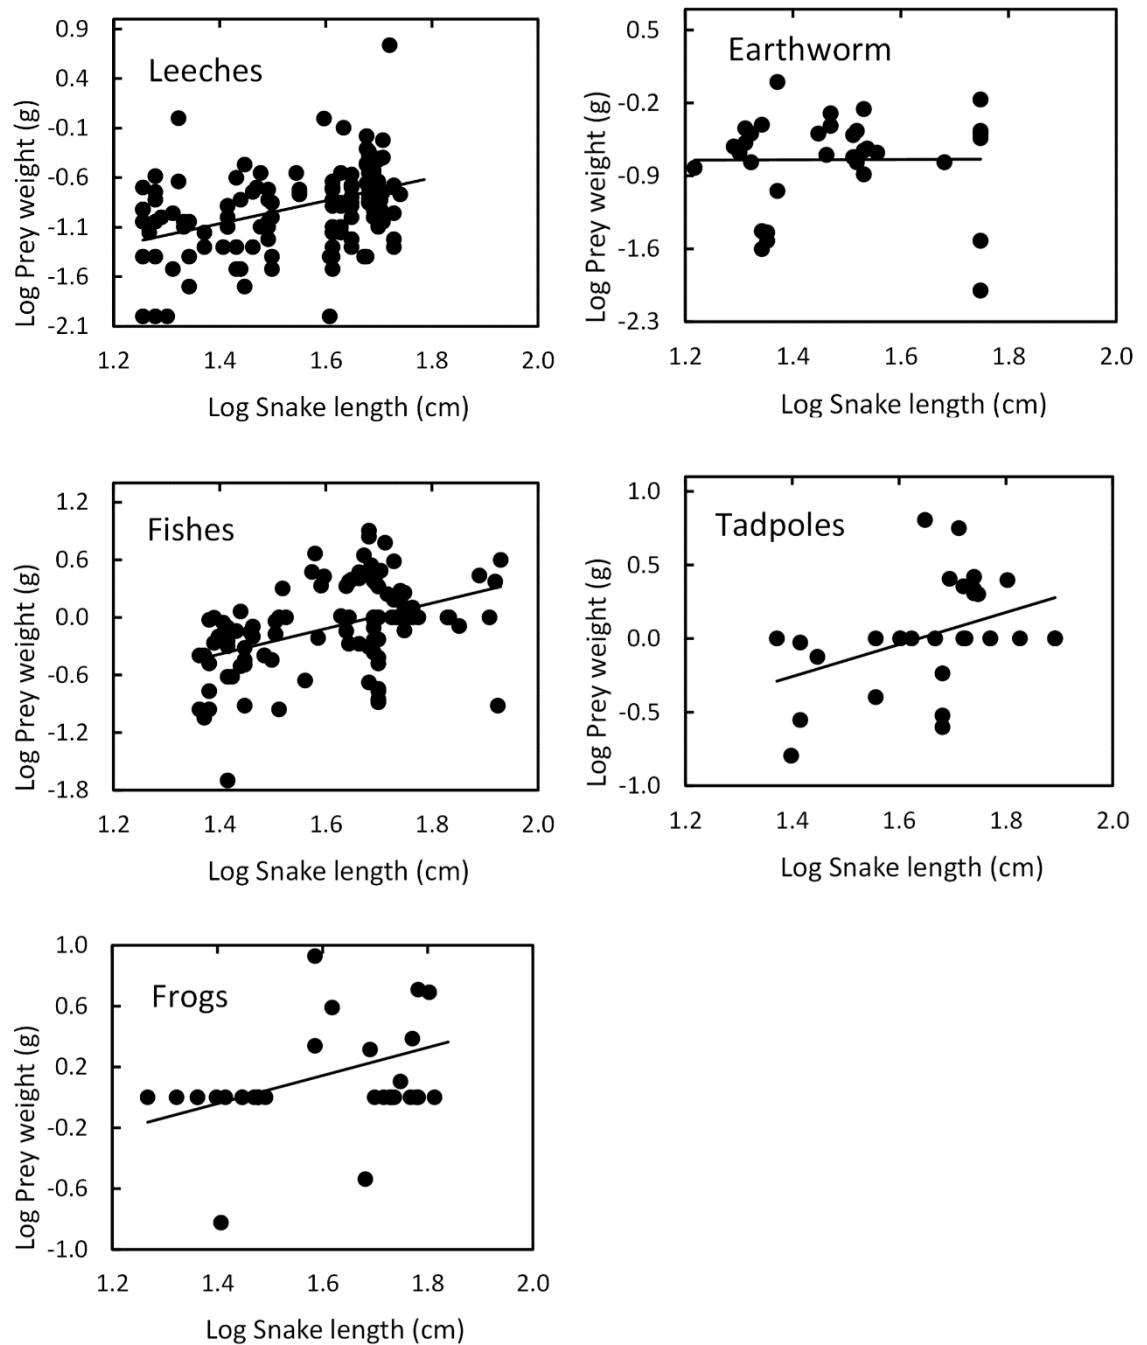 Leeches
Log Prey weight (g)
0.9
0.4
-0.1
-0.6
-1.1
-1.6
-2.1
1.2 1.4 1.6 1.8 2.0
Log Snake length (cm)
Earthworm
Log Prey weight (g)
0.5
-0.2
-0.9
-1.6
-2.3
1.2 1.4 1.6 1.8 2.0
Log Snake length (cm)
Fishes
Log Prey weight (g)
1.2
0.6
0.0
-0.6
-1.2
-1.8
1.2 1.4 1.6 1.8 2.0
Log Snake length (cm)
Tadpoles
Log Prey weight (g)
1.0
0.5
0.0
-0.5
-1.0
1.2 1.4 1.6 1.8 2.0
Log Snake length (cm)
Frogs
Log Prey weight (g)
1.0
0.6
0.2
-0.2
-0.6
-1.0
1.2 1.4 1.6 1.8 2.0
Log Snake length (cm)